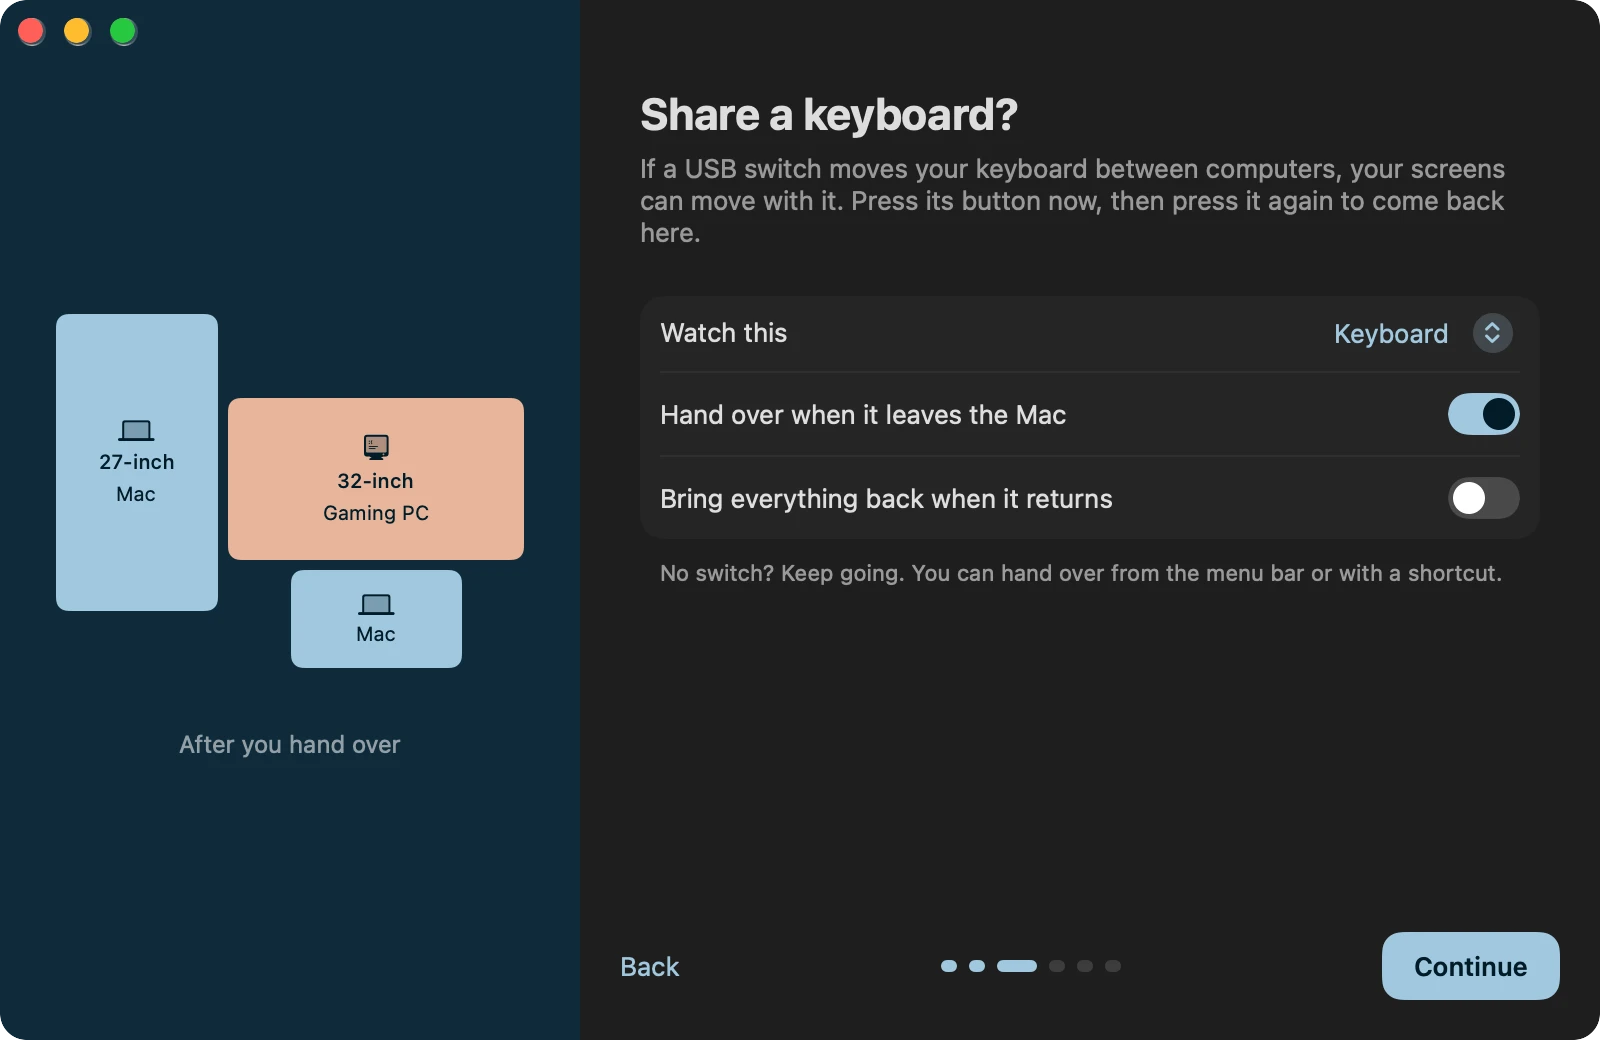 Share a keyboard?
If a USB switch moves your keyboard between computers, your screens
can move with it. Press its button now, then press it again to come back
here.
Watch this
Keyboard
Hand over when it leaves the Mac
Bring everything back when it returns
No switch? Keep going. You can hand over from the menu bar or with a shortcut.
27-inch
Mac
32-inch
Gaming PC
Mac
After you hand over
Back
Continue